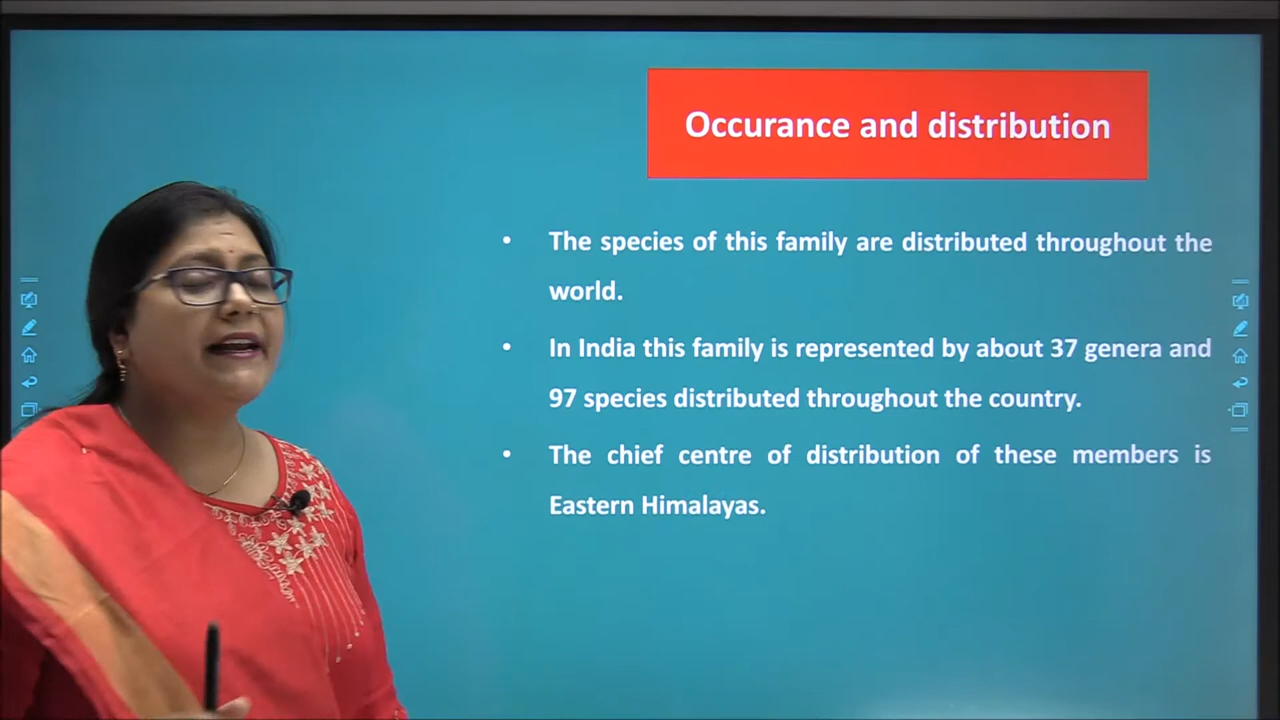 Occurance and distribution
• The species of this family are distributed throughout the
world.
• In India this family is represented by about 37 genera and
97 species distributed throughout the country.
• The chief centre of distribution of these members is
Eastern Himalayas.